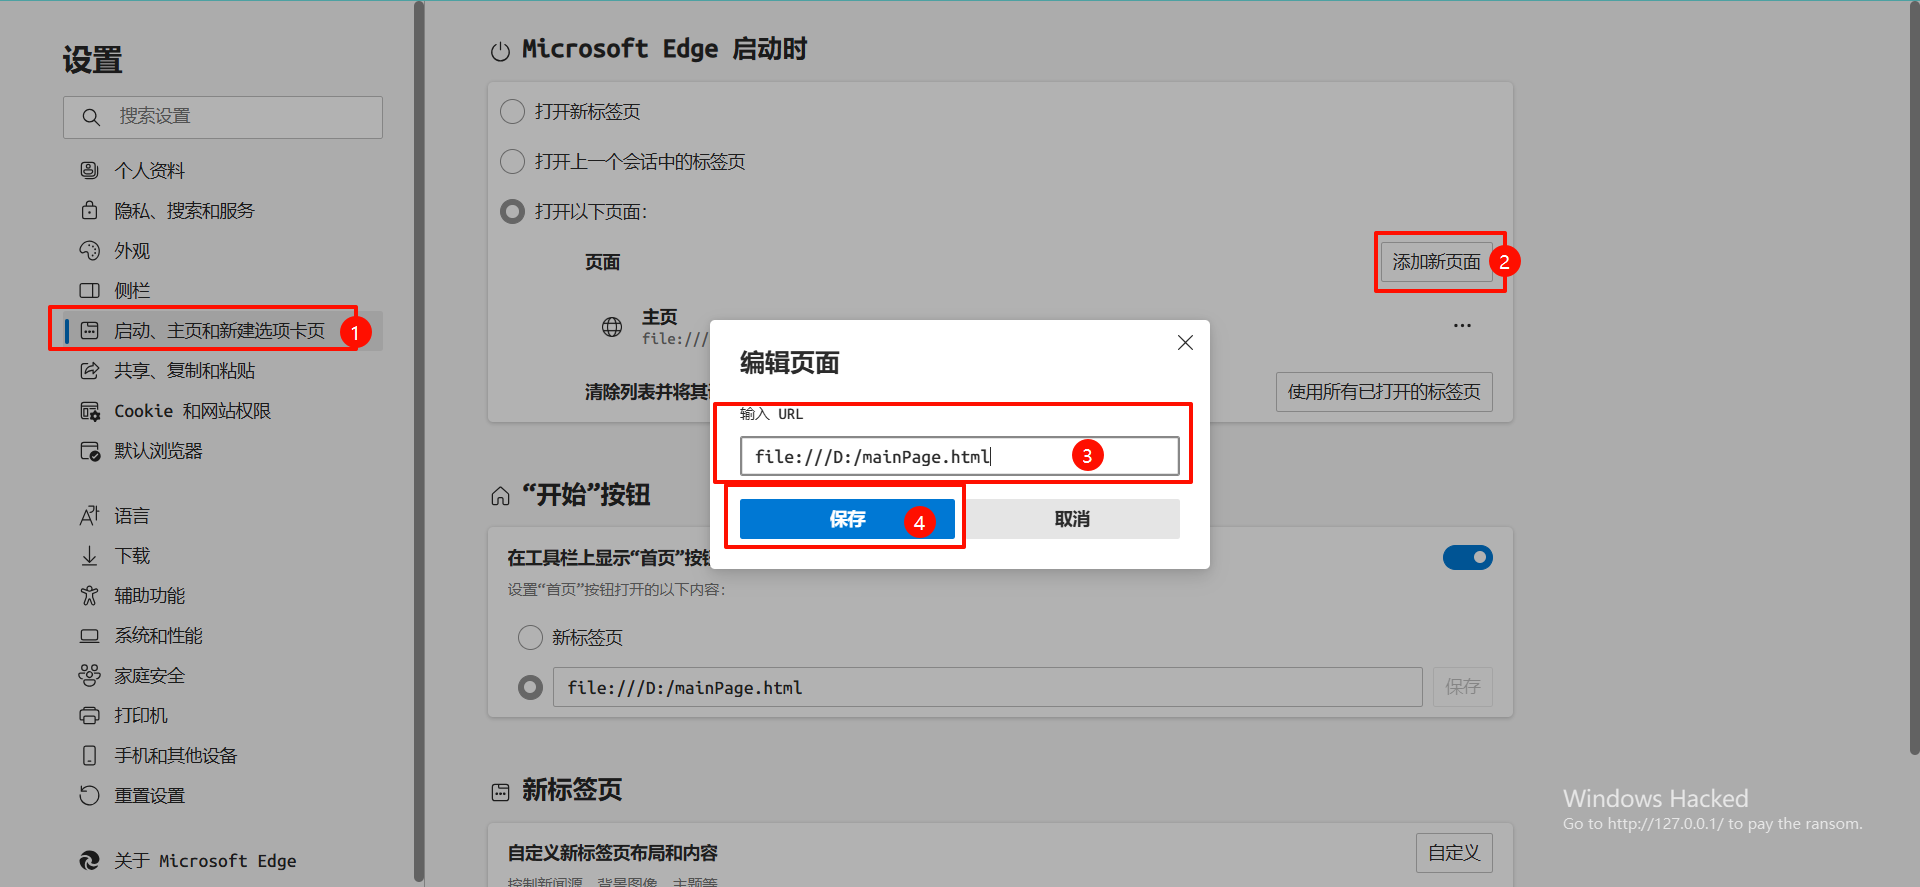 设置
搜索设置
个人资料
隐私、搜索和服务
外观
侧栏
启动、主页和新建选项卡页
1
共享、复制和粘贴
Cookie 和网站权限
默认浏览器
语言
下载
辅助功能
系统和性能
家庭安全
打印机
手机和其他设备
重置设置
关于 Microsoft Edge
Microsoft Edge 启动时
打开新标签页
打开上一个会话中的标签页
打开以下页面:
页面
添加新页面
2
主页
file:///
清除列表并将其
使用所有已打开的标签页
编辑页面
输入 URL
file:///D:/mainPage.html
3
保存
4
取消
“开始”按钮
在工具栏上显示“首页”按
设置“首页”按钮打开的以下内容:
新标签页
file:///D:/mainPage.html
保存
新标签页
自定义新标签页布局和内容
自定义
控制新闻源、背景图像、主题等
Windows Hacked
Go to http://127.0.0.1/ to pay the ransom.